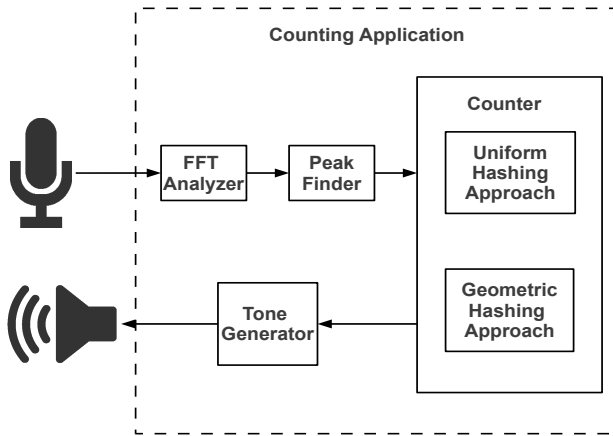 Counting Application
Counter
FFT
Analyzer
Peak
Finder
Uniform
Hashing
Approach
Tone
Generator
Geometric
Hashing
Approach